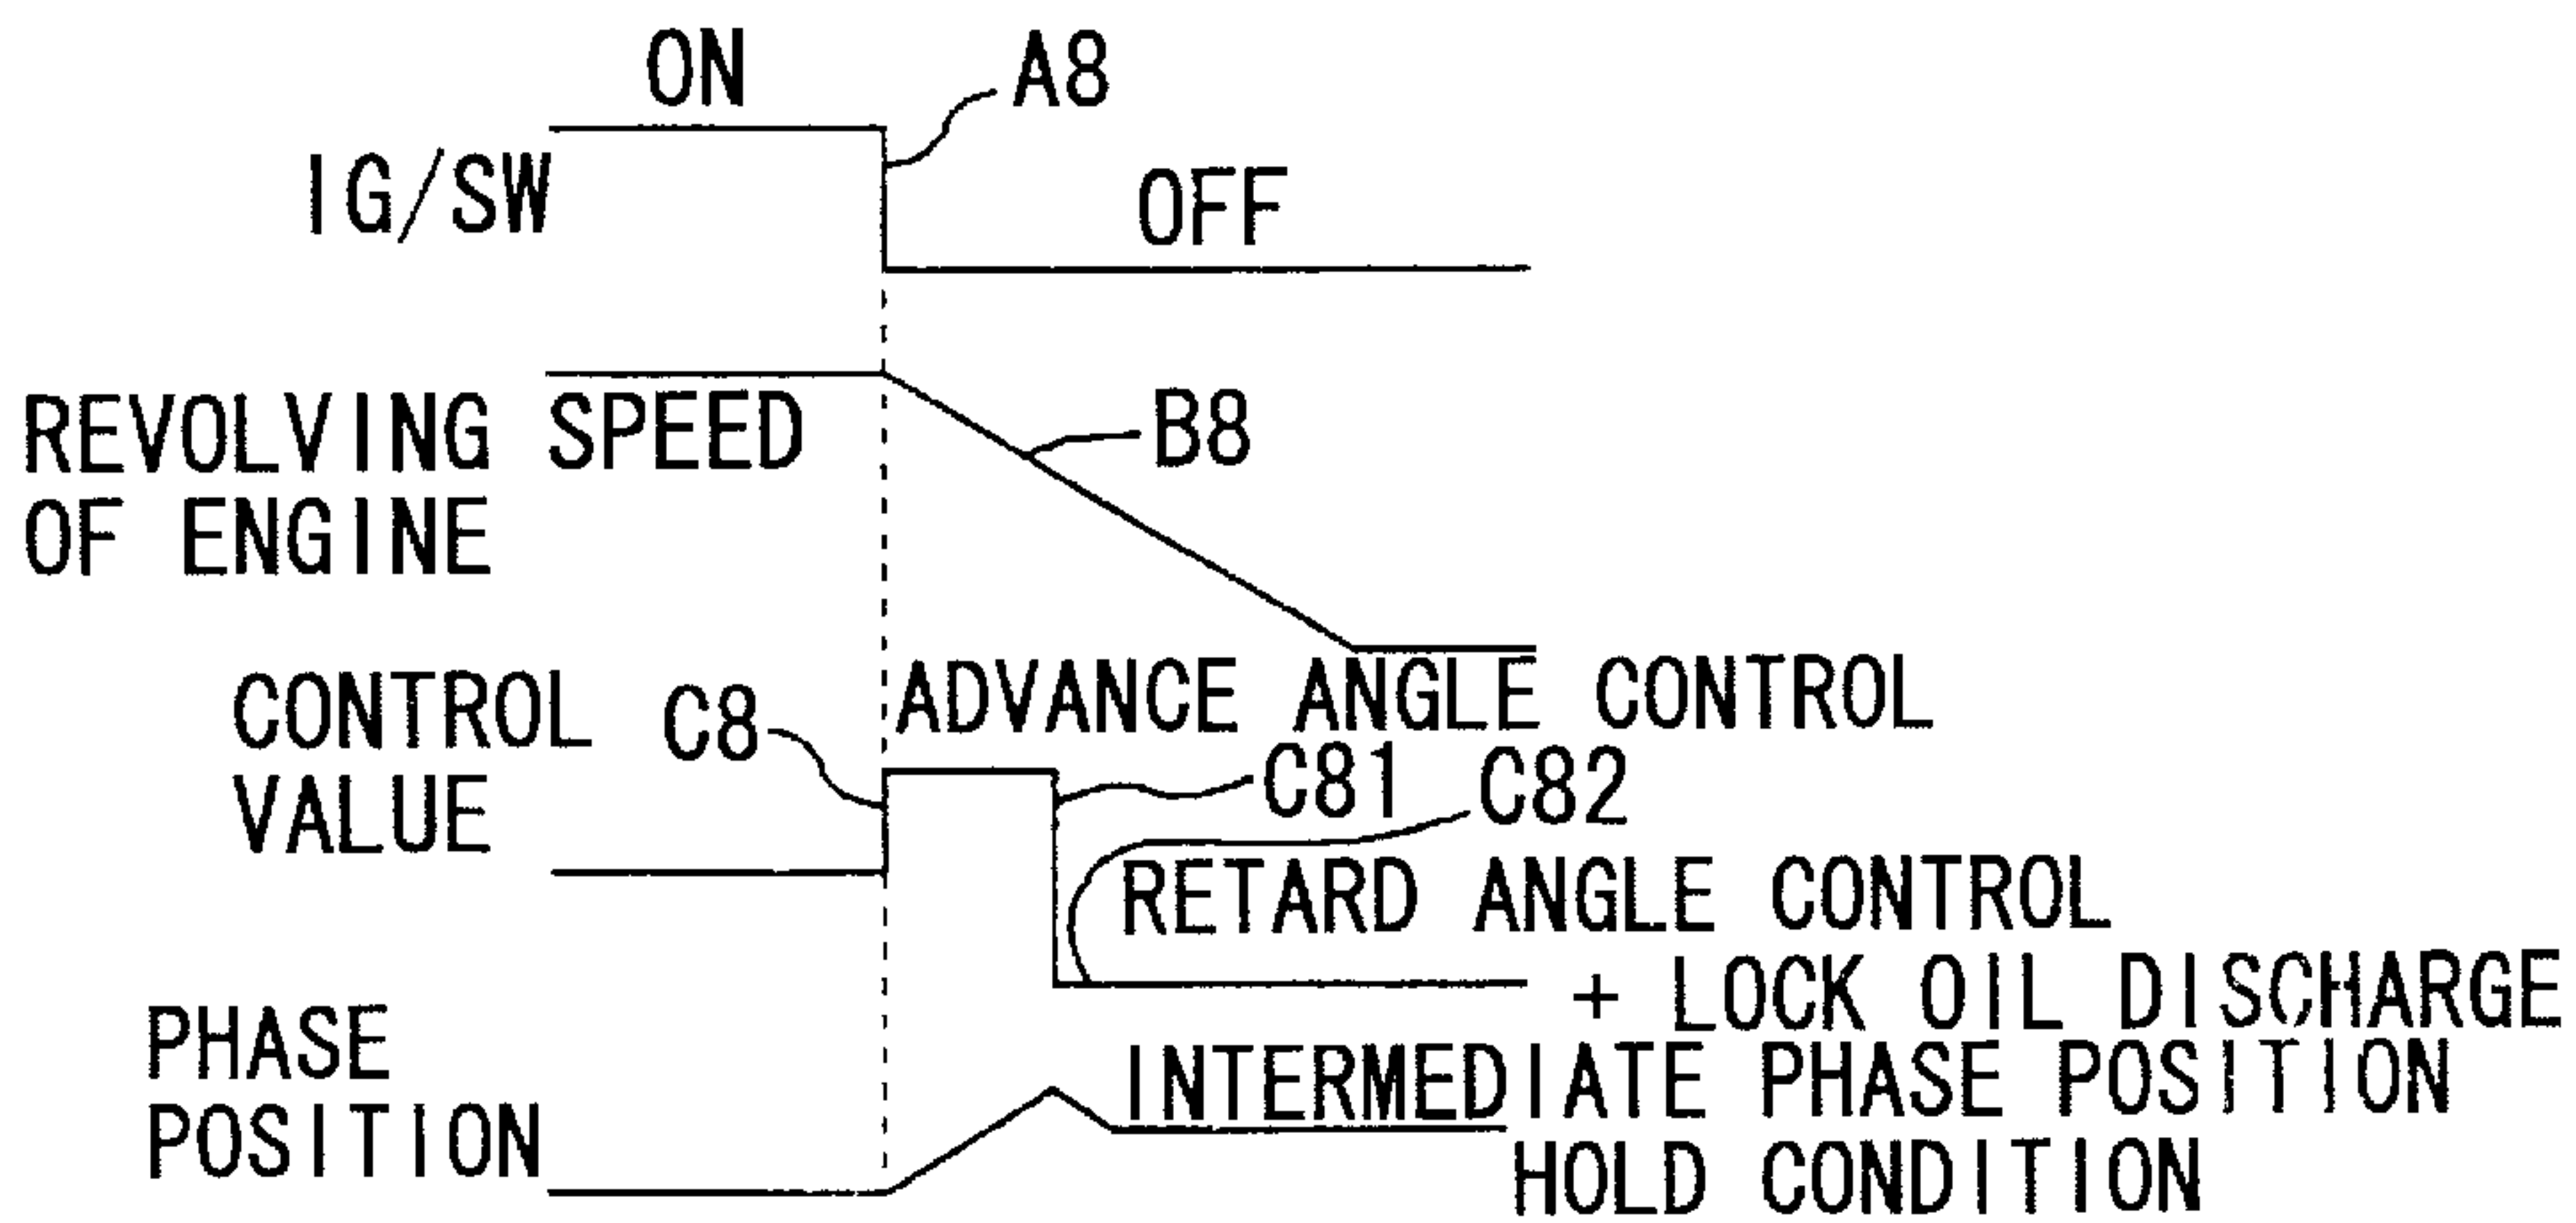 ON
A8
IG/SW
OFF
REVOLVING SPEED
OF ENGINE
B8
CONTROL
VALUE
C8
ADVANCE ANGLE CONTROL
C81
C82
RETARD ANGLE CONTROL
+ LOCK OIL DISCHARGE
PHASE
POSITION
INTERMEDIATE PHASE POSITION
HOLD CONDITION